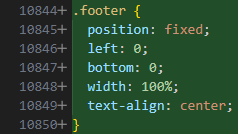 10844+ .footer {
10845+     position: fixed;
10846+     left: 0;
10847+     bottom: 0;
10848+     width: 100%;
10849+     text-align: center;
10850+ }